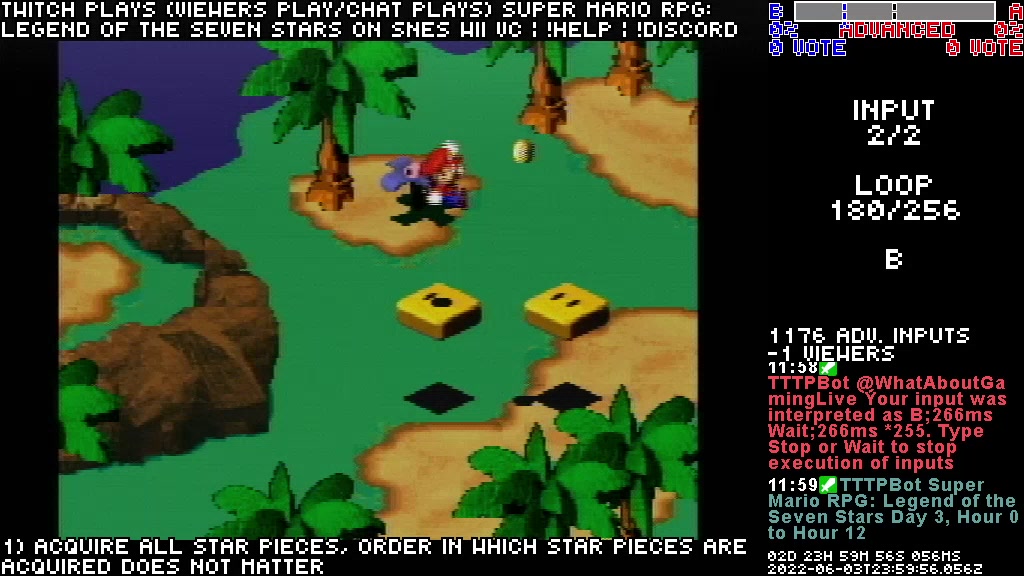 TWITCH PLAYS (VIEWERS PLAY/CHAT PLAYS) SUPER MARIO RPG:
LEGEND OF THE SEVEN STARS ON SNES WII VC ¦ !HELP ¦ !DISCORD
B A
0% ADVANCED 0%
0 VOTE 0 VOTE
INPUT
2/2
LOOP
180/256
B
1176 ADV. INPUTS
-1 VIEWERS
11:58
TTTPBot @WhatAboutGa
mingLive Your input was
interpreted as B;266ms
Wait;266ms *255. Type
Stop or Wait to stop
execution of inputs
11:59 TTTPBot Super
Mario RPG: Legend of the
Seven Stars Day 3, Hour 0
to Hour 12
02D 23H 59M 56S 056MS
2022-06-03T23:59:56.056Z
1) ACQUIRE ALL STAR PIECES, ORDER IN WHICH STAR PIECES ARE
ACQUIRED DOES NOT MATTER